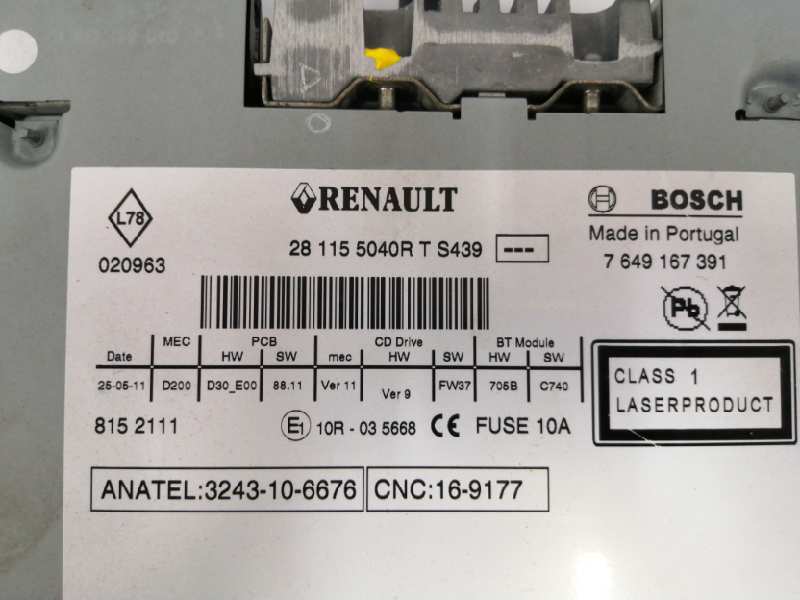 L78
020963
RENAULT
28 115 5040R T S439 ---
BOSCH
Made in Portugal
7 649 167 391
Pb
MEC PCB CD Drive BT Module
Date HW SW mec HW SW HW SW
25-05-11 D200 D30_E00 88.11 Ver 11 Ver 9 FW37 705B C740
CLASS 1
LASERPRODUCT
815 2111 E1 10R - 03 5668 CE FUSE 10A
ANATEL:3243-10-6676 CNC:16-9177